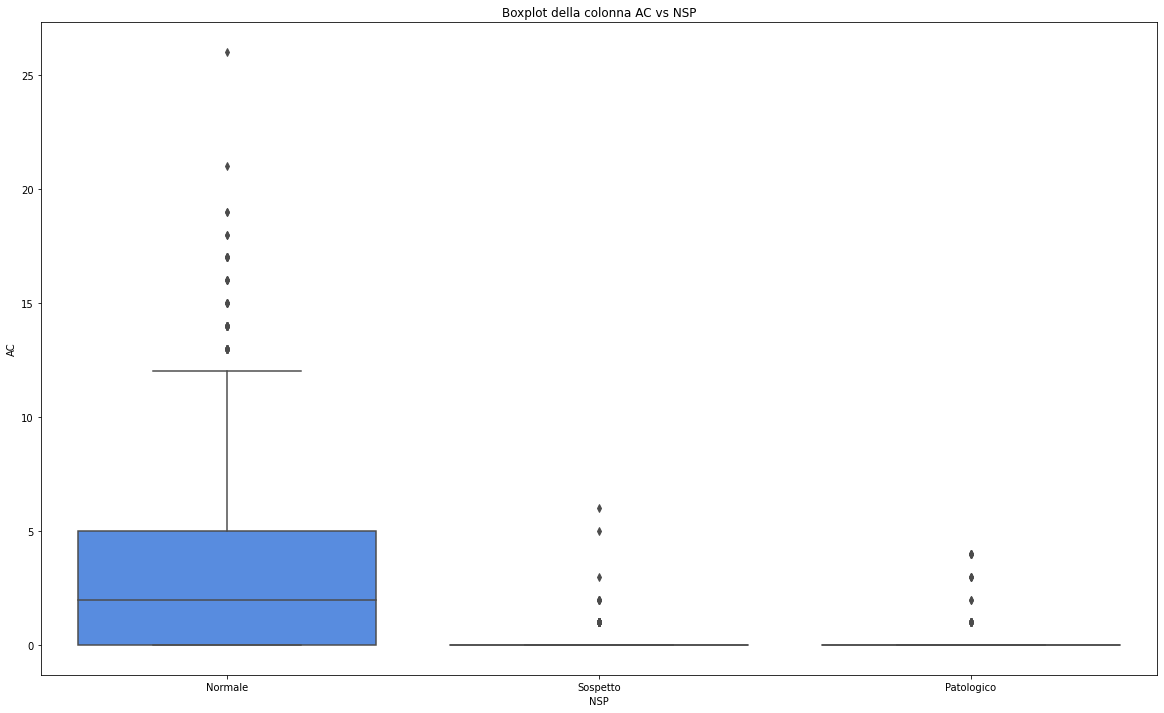 Boxplot della colonna AC vs NSP
25
20
15
10
5
0
AC
Normale
Sospetto
Patologico
NSP